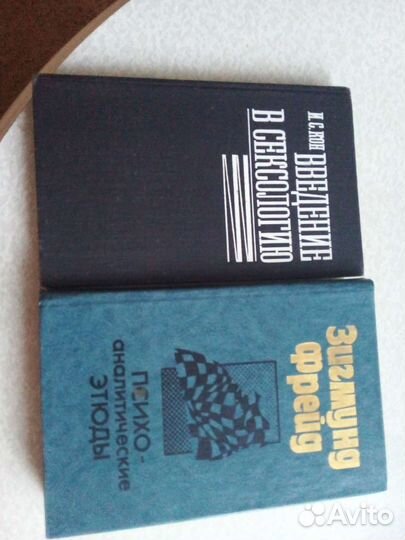 И. С. КОН
ВВЕДЕНИЕ
В СЕКСОЛОГИЮ
Зигмунд
Фрейд
ПСИХО-
аналитические
ЭТЮДЫ
Avito